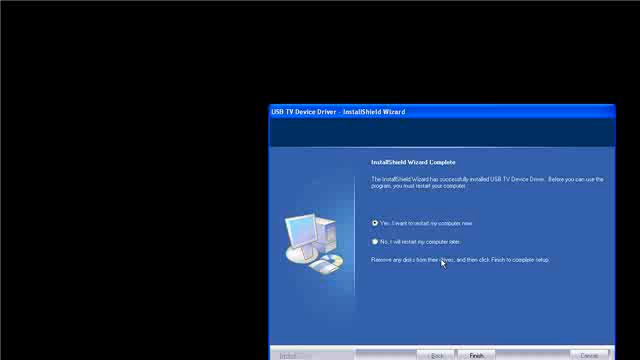 USB TV Device Driver - InstallShield Wizard
InstallShield Wizard Complete
The InstallShield Wizard has successfully installed USB TV Device Driver. Before you can use the
program, you must restart your computer.
Yes, I want to restart my computer now.
No, I will restart my computer later.
Remove any disks from their drives, and then click Finish to complete setup.
Back
Finish
Cancel